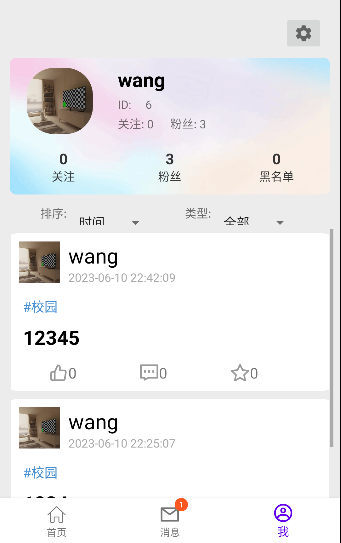 wang
ID: 6
关注: 0 粉丝: 3
0 3 0
关注 粉丝 黑名单
排序: 时间 类型: 全部
wang
2023-06-10 22:42:09
#校园
12345
0 0 0
wang
2023-06-10 22:25:07
#校园
1
首页 消息 我